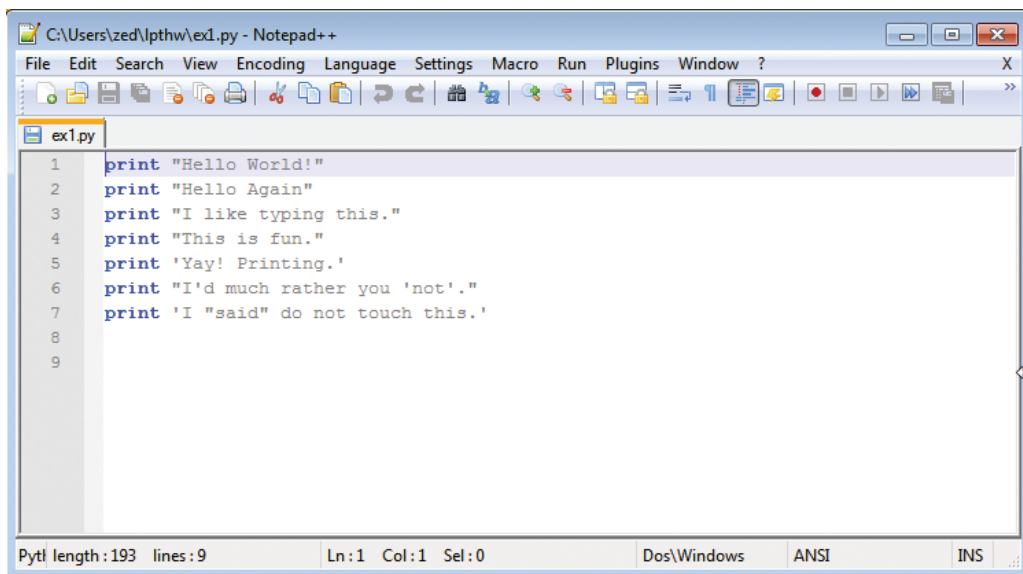 C:\Users\zed\lpthw\ex1.py - Notepad++
File Edit Search View Encoding Language Settings Macro Run Plugins Window ? X
ex1.py
1 print "Hello World!"
2 print "Hello Again"
3 print "I like typing this."
4 print "This is fun."
5 print 'Yay! Printing.'
6 print "I'd much rather you 'not'."
7 print 'I "said" do not touch this.'
8
9
Pytl length : 193 lines : 9 Ln : 1 Col : 1 Sel : 0 Dos\Windows ANSI INS